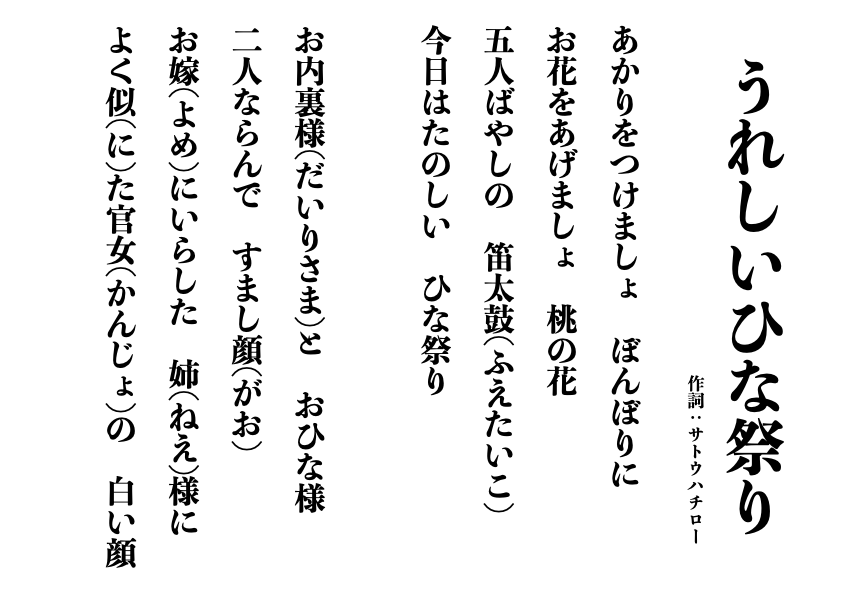 うれしいひな祭り
作詞：サトウハチロー
あかりをつけましょ　ぼんぼりに
お花をあげましょ　桃の花
五人ばやしの　笛太鼓(ふえたいこ)
今日はたのしい　ひな祭り
お内裏様(だいりさま)と　おひな様
二人ならんで　すまし顔(がお)
お嫁(よめ)にいらした　姉(ねえ)様に
よく似(に)た官女(かんじょ)の　白い顔